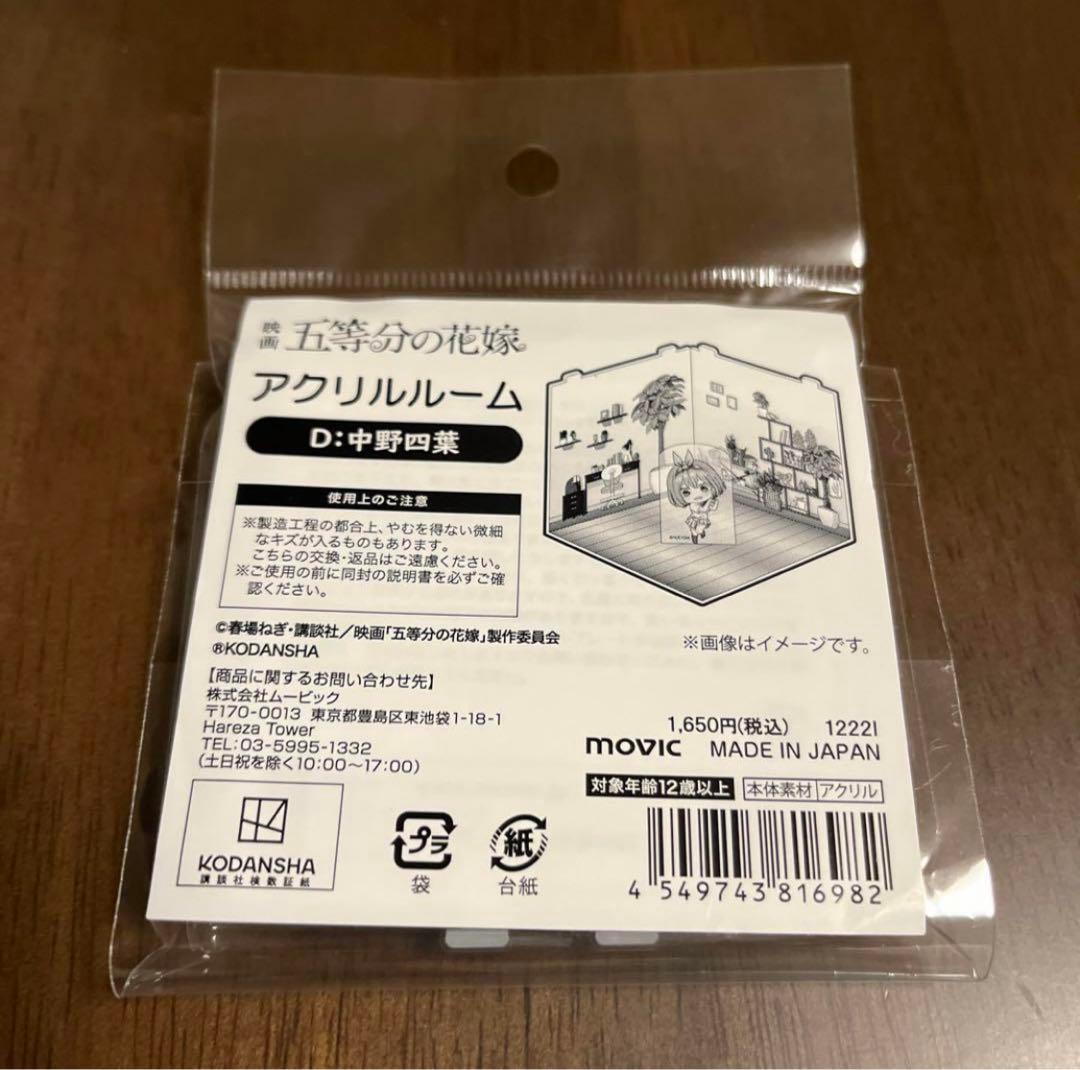 映画 五等分の花嫁
アクリルルーム
D:中野四葉
使用上のご注意
※製造工程の都合上、やむを得ない微細
なキズが入るものもあります。
こちらの交換・返品はご遠慮ください。
※ご使用の前に同封の説明書を必ずご確
認ください。
©春場ねぎ・講談社/映画「五等分の花嫁」製作委員会
®KODANSHA
※画像はイメージです。
【商品に関するお問い合わせ先】
株式会社ムービック
〒170-0013 東京都豊島区東池袋1-18-1
Hareza Tower
TEL:03-5995-1332
(土日祝を除く10:00~17:00)
1,650円(税込) 12221
movic MADE IN JAPAN
対象年齢12歳以上 本体素材 アクリル
KODANSHA
講談社検数証紙
プラ
袋
紙
台紙
4 549743 816982